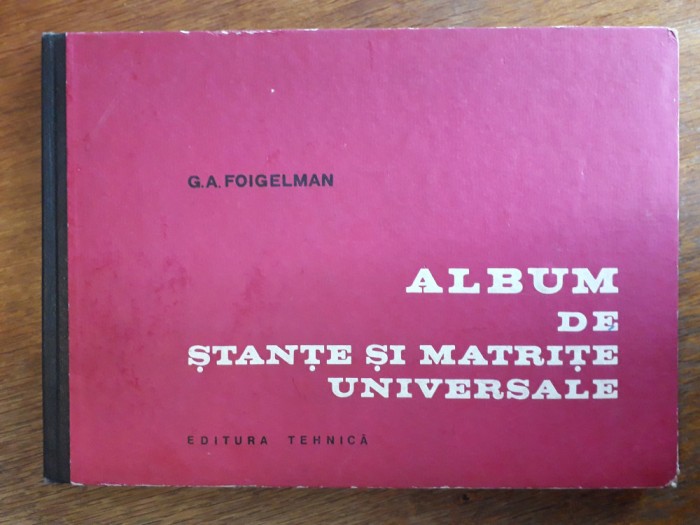 G.A. FOIGELMAN
ALBUM
DE
ȘTANȚE ȘI MATRIȚE
UNIVERSALE
EDITURA TEHNICĂ